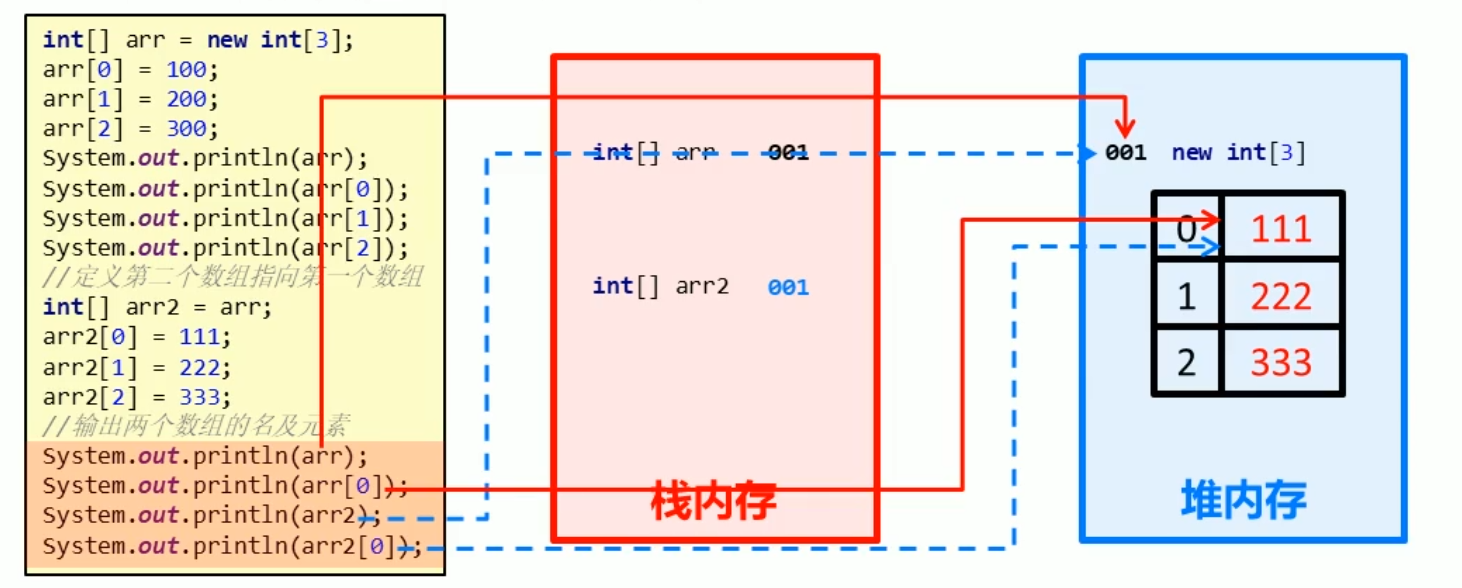 int[] arr = new int[3];
arr[0] = 100;
arr[1] = 200;
arr[2] = 300;
System.out.println(arr);
System.out.println(arr[0]);
System.out.println(arr[1]);
System.out.println(arr[2]);
//定义第二个数组指向第一个数组
int[] arr2 = arr;
arr2[0] = 111;
arr2[1] = 222;
arr2[2] = 333;
//输出两个数组的名及元素
System.out.println(arr);
System.out.println(arr[0]);
System.out.println(arr2);
System.out.println(arr2[0]);
int[] arr 001
int[] arr2 001
栈内存
001 new int[3]
0 111
1 222
2 333
堆内存